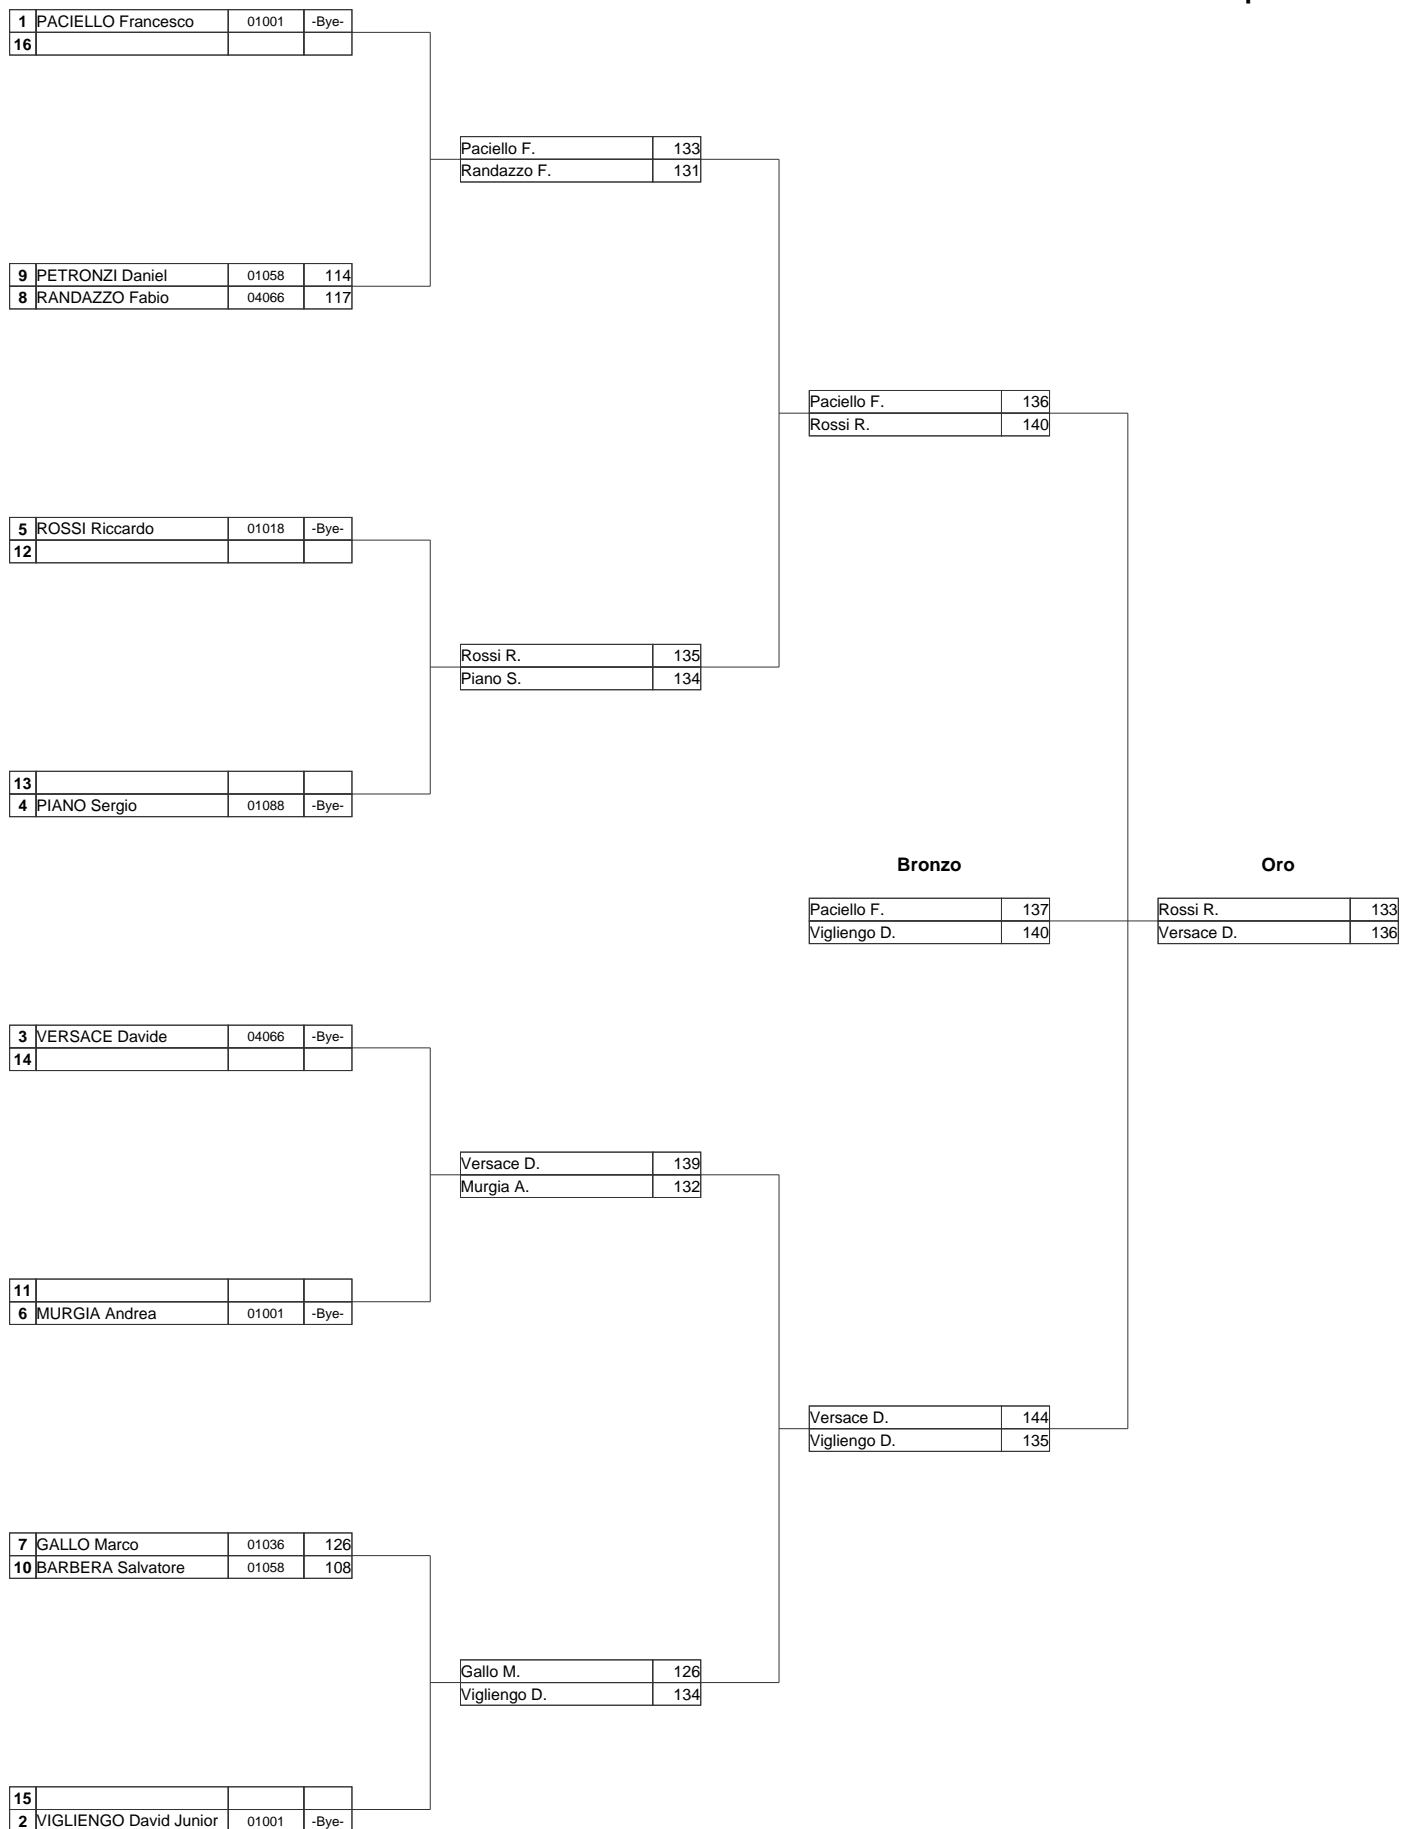 1 PACIELLO Francesco 01001 -Bye-
16
Paciello F. 133
Randazzo F. 131
9 PETRONZI Daniel 01058 114
8 RANDAZZO Fabio 04066 117
Paciello F. 136
Rossi R. 140
5 ROSSI Riccardo 01018 -Bye-
12
Rossi R. 135
Piano S. 134
13
4 PIANO Sergio 01088 -Bye-
Bronzo Oro
Paciello F. 137 Rossi R. 133
Vigliengo D. 140 Versace D. 136
3 VERSACE Davide 04066 -Bye-
14
Versace D. 139
Murgia A. 132
11
6 MURGIA Andrea 01001 -Bye-
Versace D. 144
Vigliengo D. 135
7 GALLO Marco 01036 126
10 BARBERA Salvatore 01058 108
Gallo M. 126
Vigliengo D. 134
15
2 VIGLIENGO David Junior 01001 -Bye-